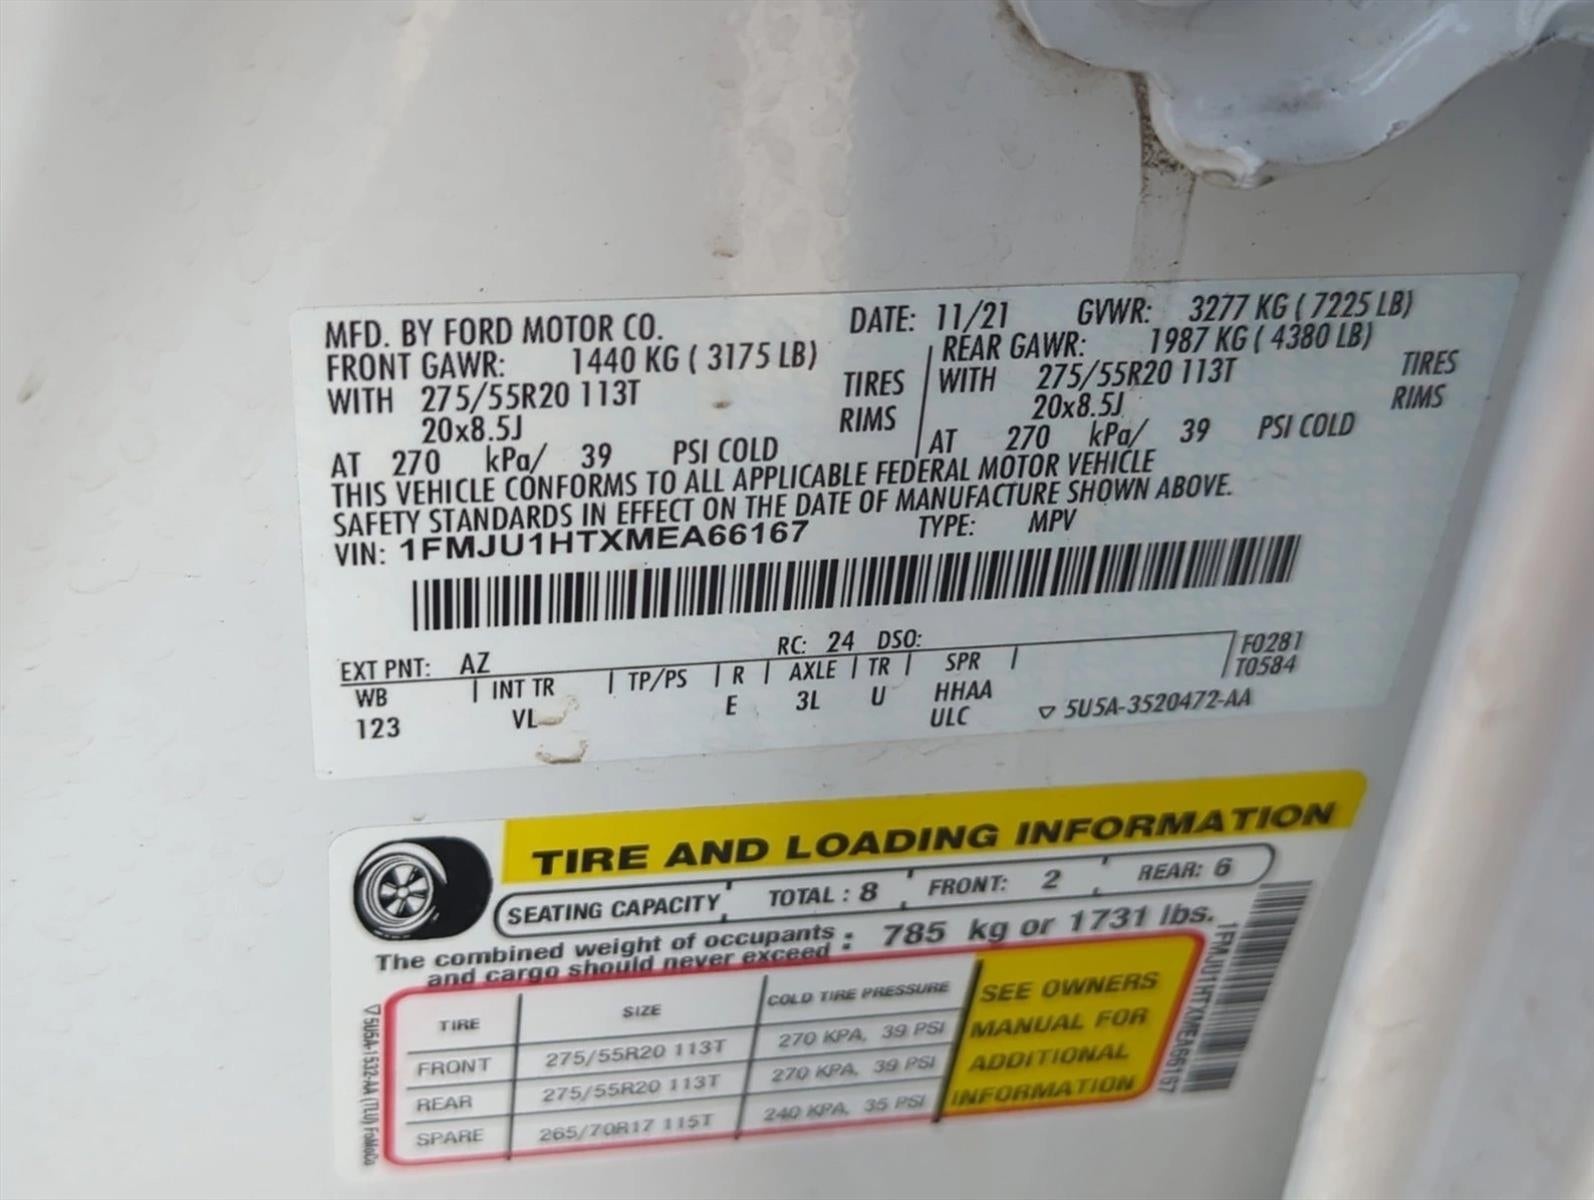 MFD. BY FORD MOTOR CO. DATE: 11/21 GVWR: 3277 KG ( 7225 LB)
FRONT GAWR: 1440 KG ( 3175 LB) REAR GAWR: 1987 KG ( 4380 LB)
WITH 275/55R20 113T TIRES WITH 275/55R20 113T TIRES
20x8.5J RIMS 20x8.5J RIMS
AT 270 kPa/ 39 PSI COLD AT 270 kPa/ 39 PSI COLD
THIS VEHICLE CONFORMS TO ALL APPLICABLE FEDERAL MOTOR VEHICLE
SAFETY STANDARDS IN EFFECT ON THE DATE OF MANUFACTURE SHOWN ABOVE.
VIN: 1FMJU1HTXMEA66167 TYPE: MPV
EXT PNT: AZ RC: 24 DSO: F0281
WB INT TR TP/PS R AXLE TR SPR T0584
123 VL E 3L U HHAA
ULC ▽ 5U5A-3520472-AA
TIRE AND LOADING INFORMATION
SEATING CAPACITY TOTAL : 8 FRONT: 2 REAR: 6
The combined weight of occupants : 785 kg or 1731 lbs.
and cargo should never exceed
TIRE SIZE COLD TIRE PRESSURE
FRONT 275/55R20 113T 270 KPA, 39 PSI
REAR 275/55R20 113T 270 KPA, 39 PSI
SPARE 265/70R17 115T 240 KPA, 35 PSI
SEE OWNERS
MANUAL FOR
ADDITIONAL
INFORMATION
1FMJU1HTXMEA66167
▽ 5U5A-1532-AA (TLU) FoMoCo